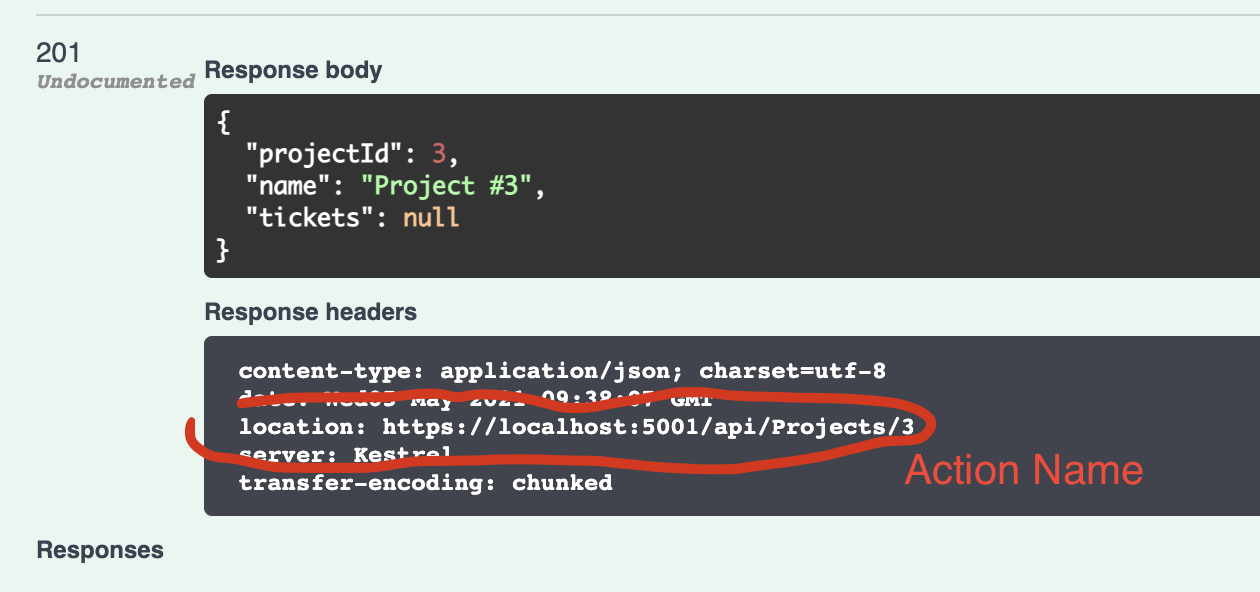 201
Undocumented
Response body
{
"projectId": 3,
"name": "Project #3",
"tickets": null
}
Response headers
content-type: application/json; charset=utf-8
date: Wed05 May 2021 09:38:07 GMT
location: https://localhost:5001/api/Projects/3
server: Kestrel
transfer-encoding: chunked
Action Name
Responses